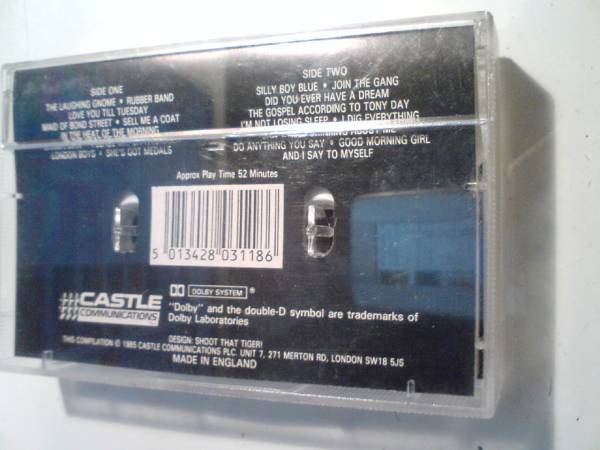 SIDE ONE
THE LAUGHING GNOME • RUBBER BAND
LOVE YOU TILL TUESDAY
MAID OF BOND STREET • SELL ME A COAT
IN THE HEAT OF THE MORNING
LONDON BOYS • SHE'S GOT MEDALS
SIDE TWO
SILLY BOY BLUE • JOIN THE GANG
DID YOU EVER HAVE A DREAM
THE GOSPEL ACCORDING TO TONY DAY
I'M NOT LOSING SLEEP • I DIG EVERYTHING
ABOUT ME
DO ANYTHING YOU SAY • GOOD MORNING GIRL
AND I SAY TO MYSELF
Approx Play Time 52 Minutes
5 013428 031186
DOLBY SYSTEM ®
"Dolby" and the double-D symbol are trademarks of
Dolby Laboratories
CASTLE
COMMUNICATIONS
DESIGN: SHOOT THAT TIGER!
THIS COMPILATION © 1985 CASTLE COMMUNICATIONS PLC. UNIT 7, 271 MERTON RD, LONDON SW18 5JS
MADE IN ENGLAND